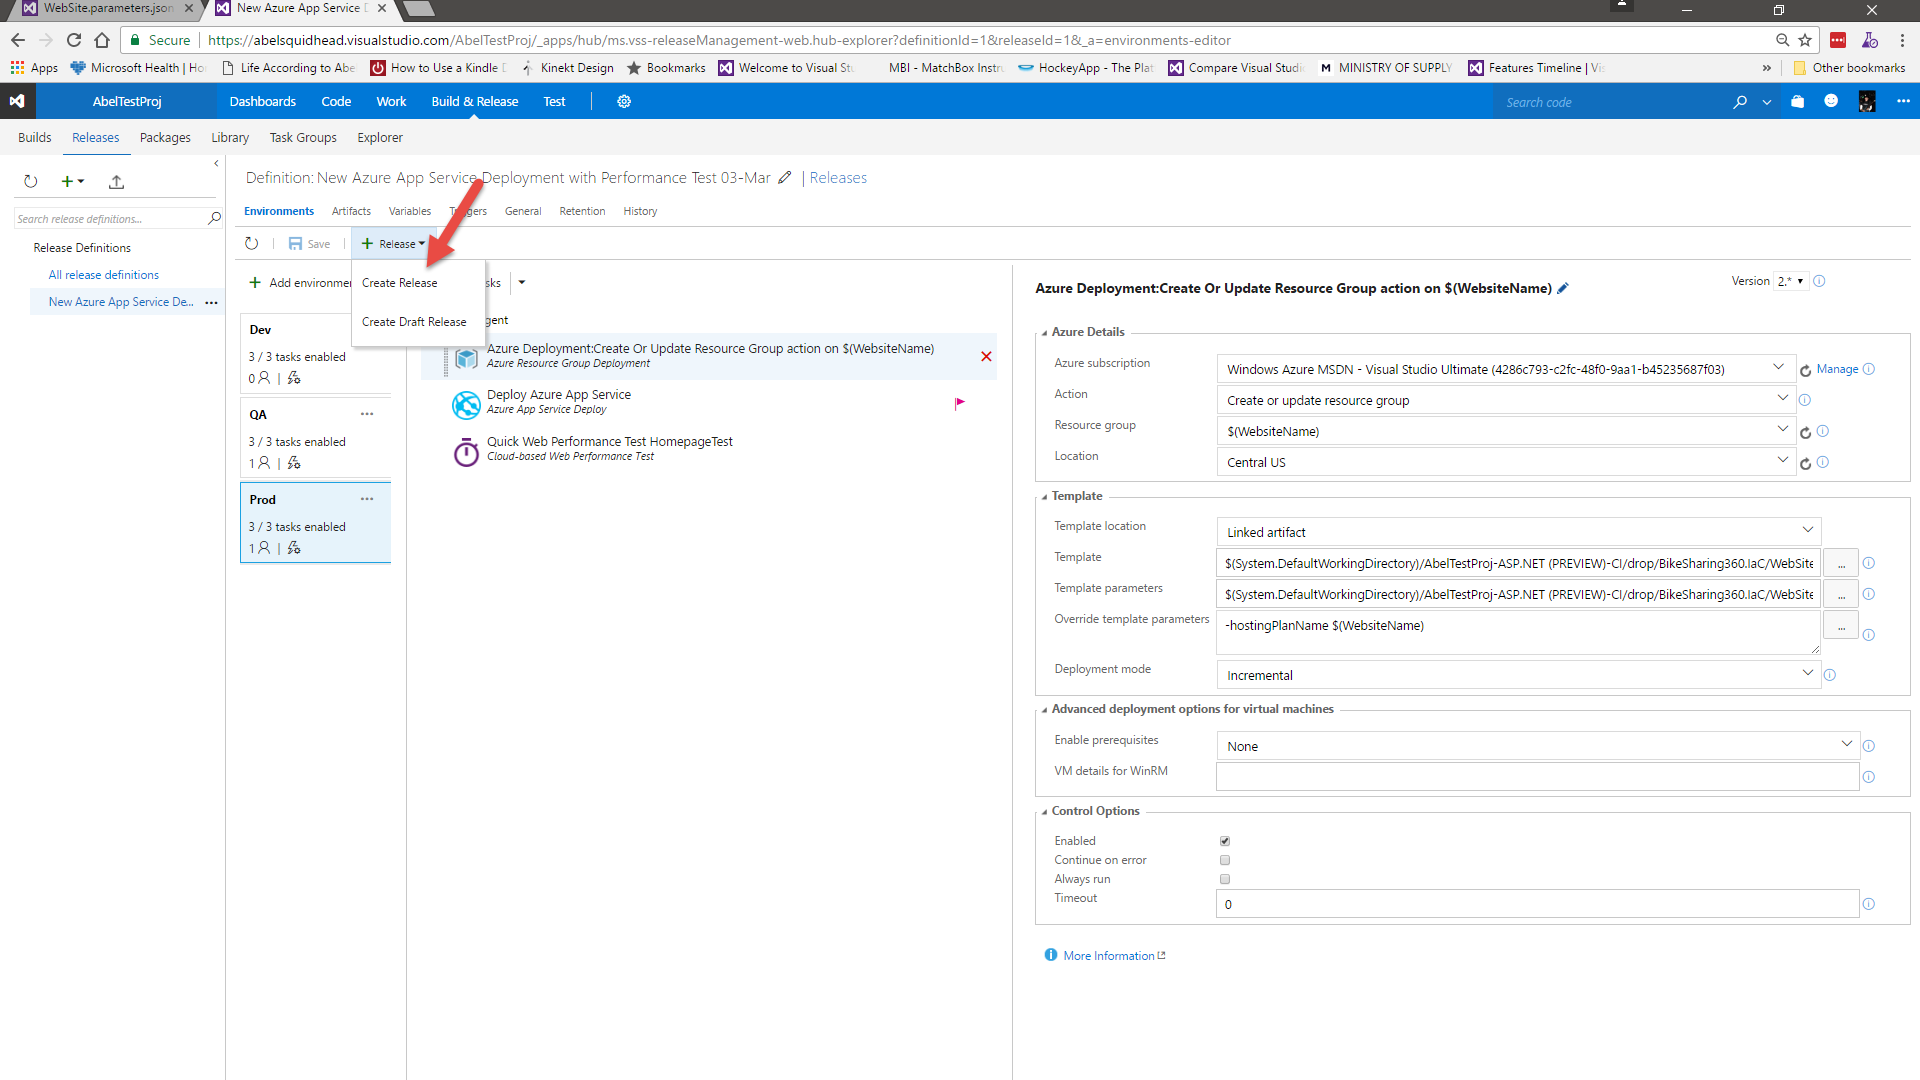 WebSite.parameters.json
New Azure App Service D
Secure
https://abelsquidhead.visualstudio.com/AbelTestProj/_apps/hub/ms.vss-releaseManagement-web.hub-explorer?definitionId=1&releaseId=1&_a=environments-editor
Apps
Microsoft Health | Ho
Life According to Abe
How to Use a Kindle D
Kinekt Design
Bookmarks
Welcome to Visual Stu
MBI - MatchBox Instru
HockeyApp - The Plat
Compare Visual Studio
MINISTRY OF SUPPLY
Features Timeline | Vis
Other bookmarks
AbelTestProj
Dashboards
Code
Work
Build & Release
Test
Search code
Builds
Releases
Packages
Library
Task Groups
Explorer
Definition: New Azure App Service Deployment with Performance Test 03-Mar
| Releases
Environments
Artifacts
Variables
Triggers
General
Retention
History
Search release definitions...
Save
Release
Release Definitions
All release definitions
New Azure App Service De...
Add environmen
Create Release
Create Draft Release
sks
gent
Dev
3 / 3 tasks enabled
0
QA
3 / 3 tasks enabled
1
Prod
3 / 3 tasks enabled
1
Azure Deployment:Create Or Update Resource Group action on $(WebsiteName)
Azure Resource Group Deployment
Deploy Azure App Service
Azure App Service Deploy
Quick Web Performance Test HomepageTest
Cloud-based Web Performance Test
Azure Deployment:Create Or Update Resource Group action on $(WebsiteName)
Version 2.*
Azure Details
Azure subscription
Windows Azure MSDN - Visual Studio Ultimate (4286c793-c2fc-48f0-9aa1-b45235687f03)
Manage
Action
Create or update resource group
Resource group
$(WebsiteName)
Location
Central US
Template
Template location
Linked artifact
Template
$(System.DefaultWorkingDirectory)/AbelTestProj-ASP.NET (PREVIEW)-CI/drop/BikeSharing360.IaC/WebSite
...
Template parameters
$(System.DefaultWorkingDirectory)/AbelTestProj-ASP.NET (PREVIEW)-CI/drop/BikeSharing360.IaC/WebSite
...
Override template parameters
-hostingPlanName $(WebsiteName)
...
Deployment mode
Incremental
Advanced deployment options for virtual machines
Enable prerequisites
None
VM details for WinRM
Control Options
Enabled
Continue on error
Always run
Timeout
0
More Information